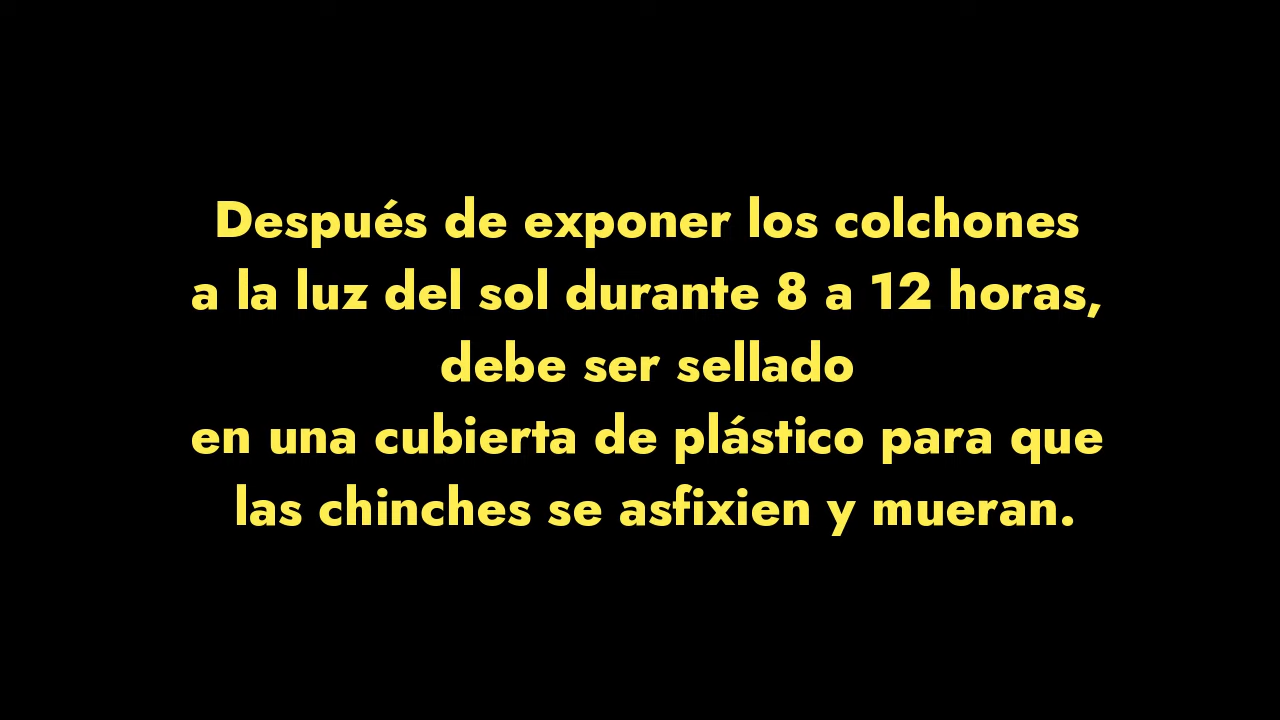 Después de exponer los colchones
a la luz del sol durante 8 a 12 horas,
debe ser sellado
en una cubierta de plástico para que
las chinches se asfixien y mueran.